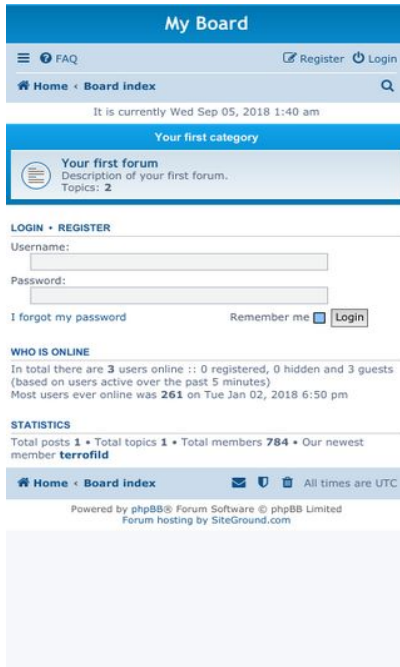 My Board
FAQ Register Login
Home ‹ Board index
It is currently Wed Sep 05, 2018 1:40 am
Your first category
Your first forum
Description of your first forum.
Topics: 2
LOGIN • REGISTER
Username:
Password:
I forgot my password Remember me Login
WHO IS ONLINE
In total there are 3 users online :: 0 registered, 0 hidden and 3 guests
(based on users active over the past 5 minutes)
Most users ever online was 261 on Tue Jan 02, 2018 6:50 pm
STATISTICS
Total posts 1 • Total topics 1 • Total members 784 • Our newest
member terrofild
Home ‹ Board index All times are UTC
Powered by phpBB® Forum Software © phpBB Limited
Forum hosting by SiteGround.com